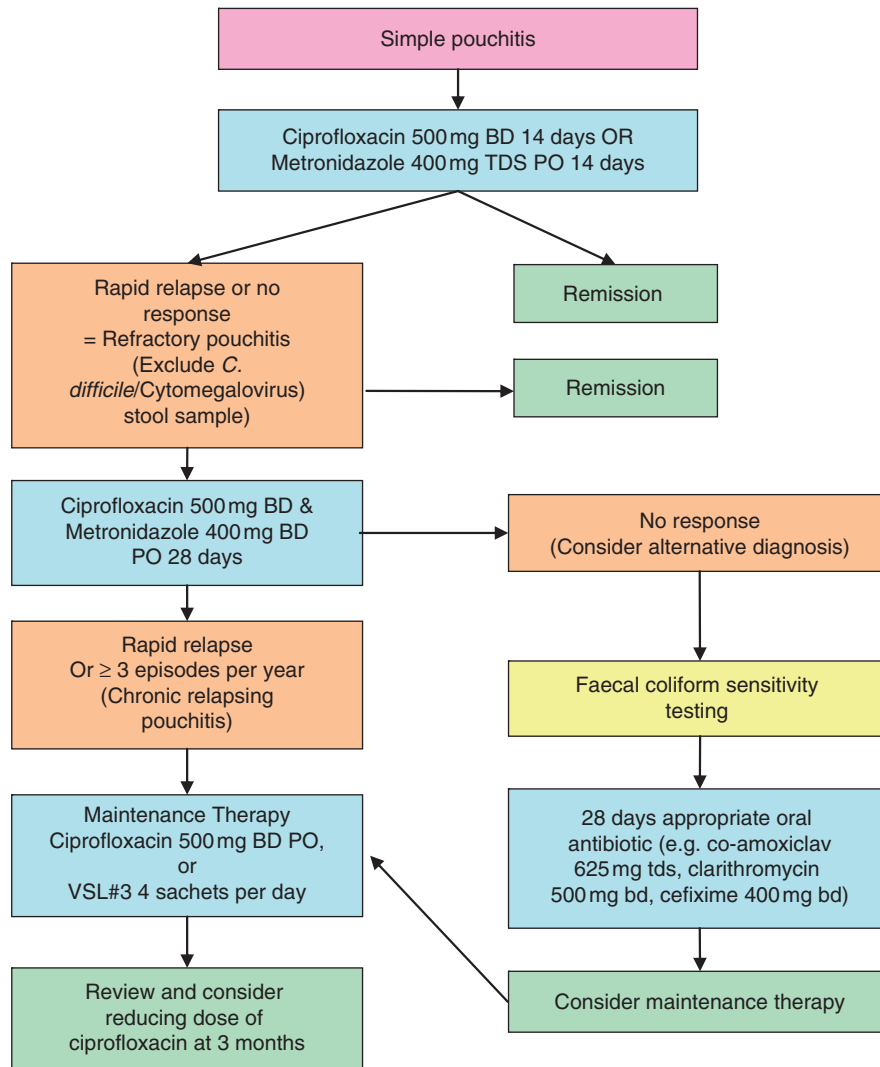 Simple pouchitis
Ciprofloxacin 500 mg BD 14 days OR
Metronidazole 400 mg TDS PO 14 days
Rapid relapse or no
response
= Refractory pouchitis
(Exclude C.
difficile/Cytomegalovirus)
stool sample)
Remission
Remission
Ciprofloxacin 500 mg BD &
Metronidazole 400 mg BD
PO 28 days
No response
(Consider alternative diagnosis)
Rapid relapse
Or ≥ 3 episodes per year
(Chronic relapsing
pouchitis)
Faecal coliform sensitivity
testing
Maintenance Therapy
Ciprofloxacin 500 mg BD PO,
or
VSL#3 4 sachets per day
28 days appropriate oral
antibiotic (e.g. co-amoxiclav
625 mg tds, clarithromycin
500 mg bd, cefixime 400 mg bd)
Review and consider
reducing dose of
ciprofloxacin at 3 months
Consider maintenance therapy